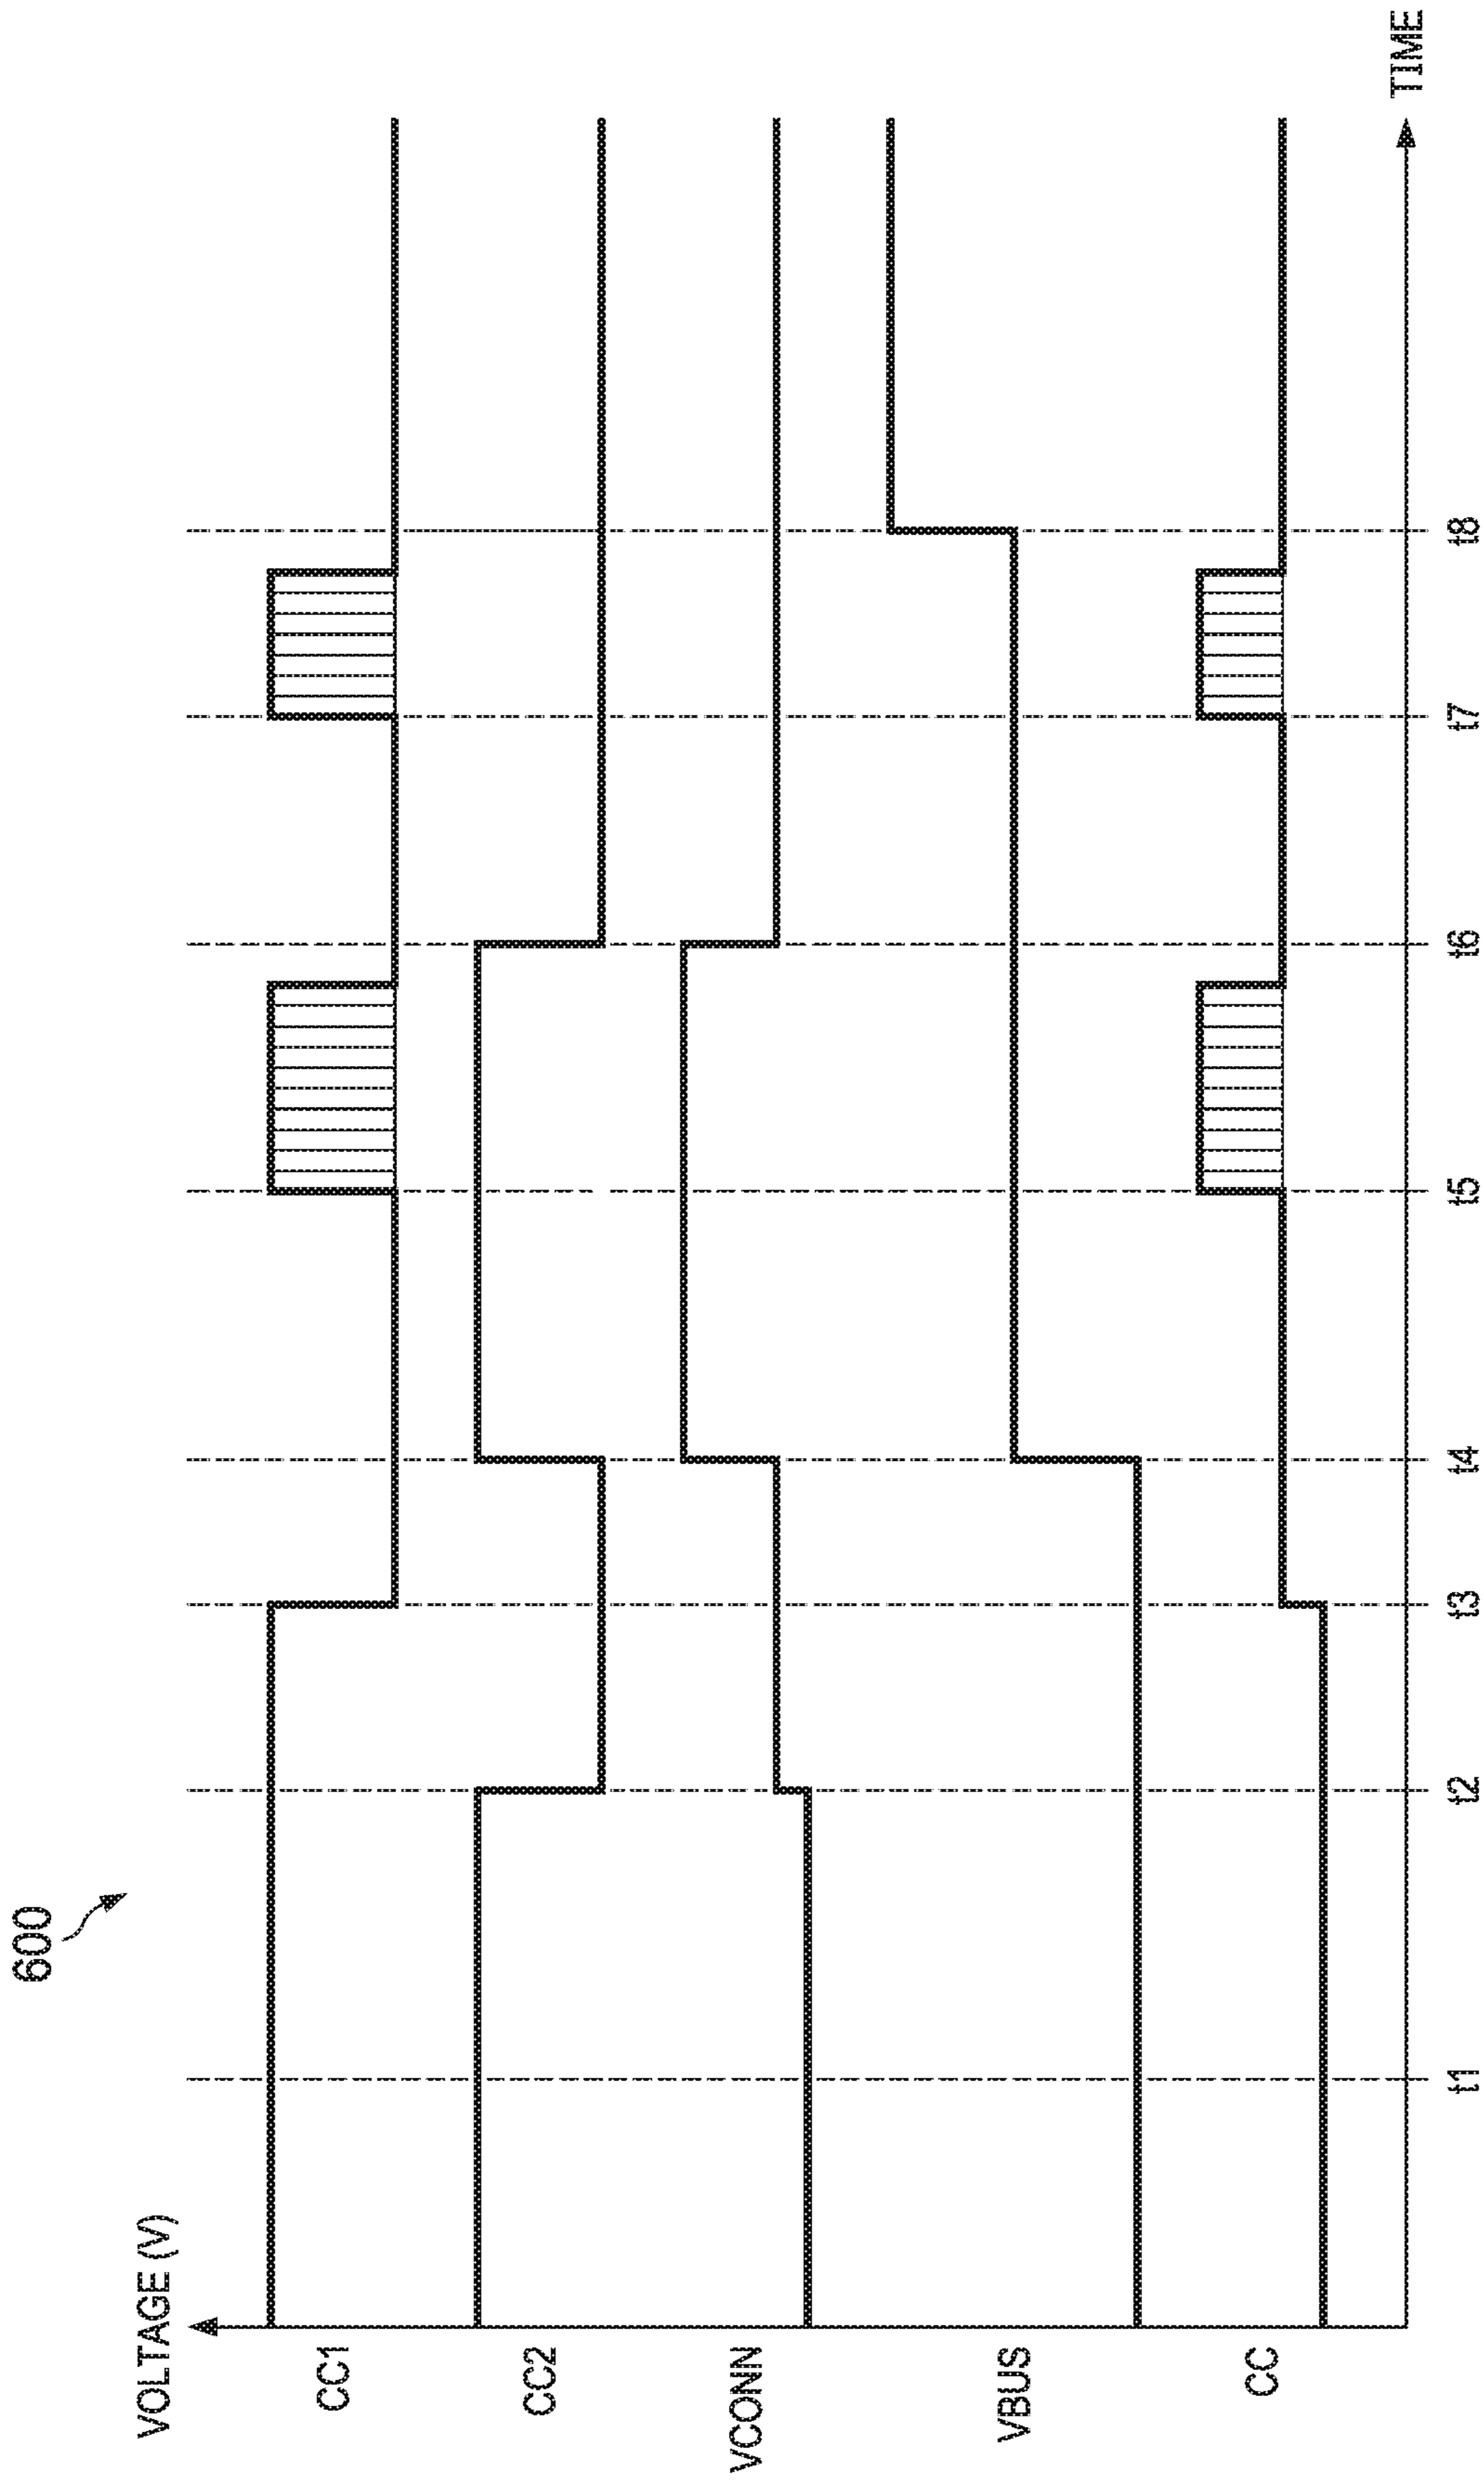 600
VOLTAGE (V)
CC1
CC2
VCONN
VBUS
CC
t1 t2 t3 t4 t5 t6 t7 t8
TIME